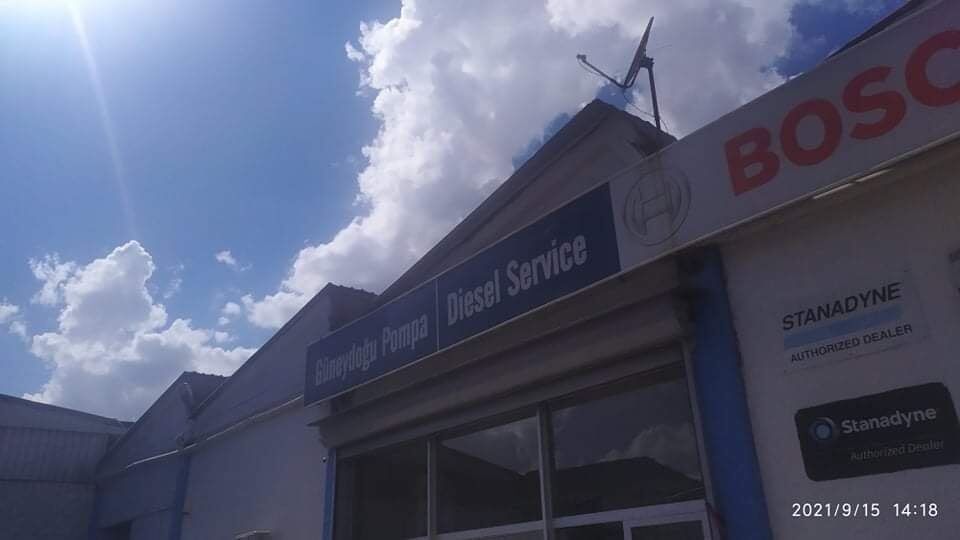 Güneydoğu Pompa
Diesel Service
BOSC
STANADYNE
AUTHORIZED DEALER
Stanadyne
Authorized Dealer
2021/9/15 14:18